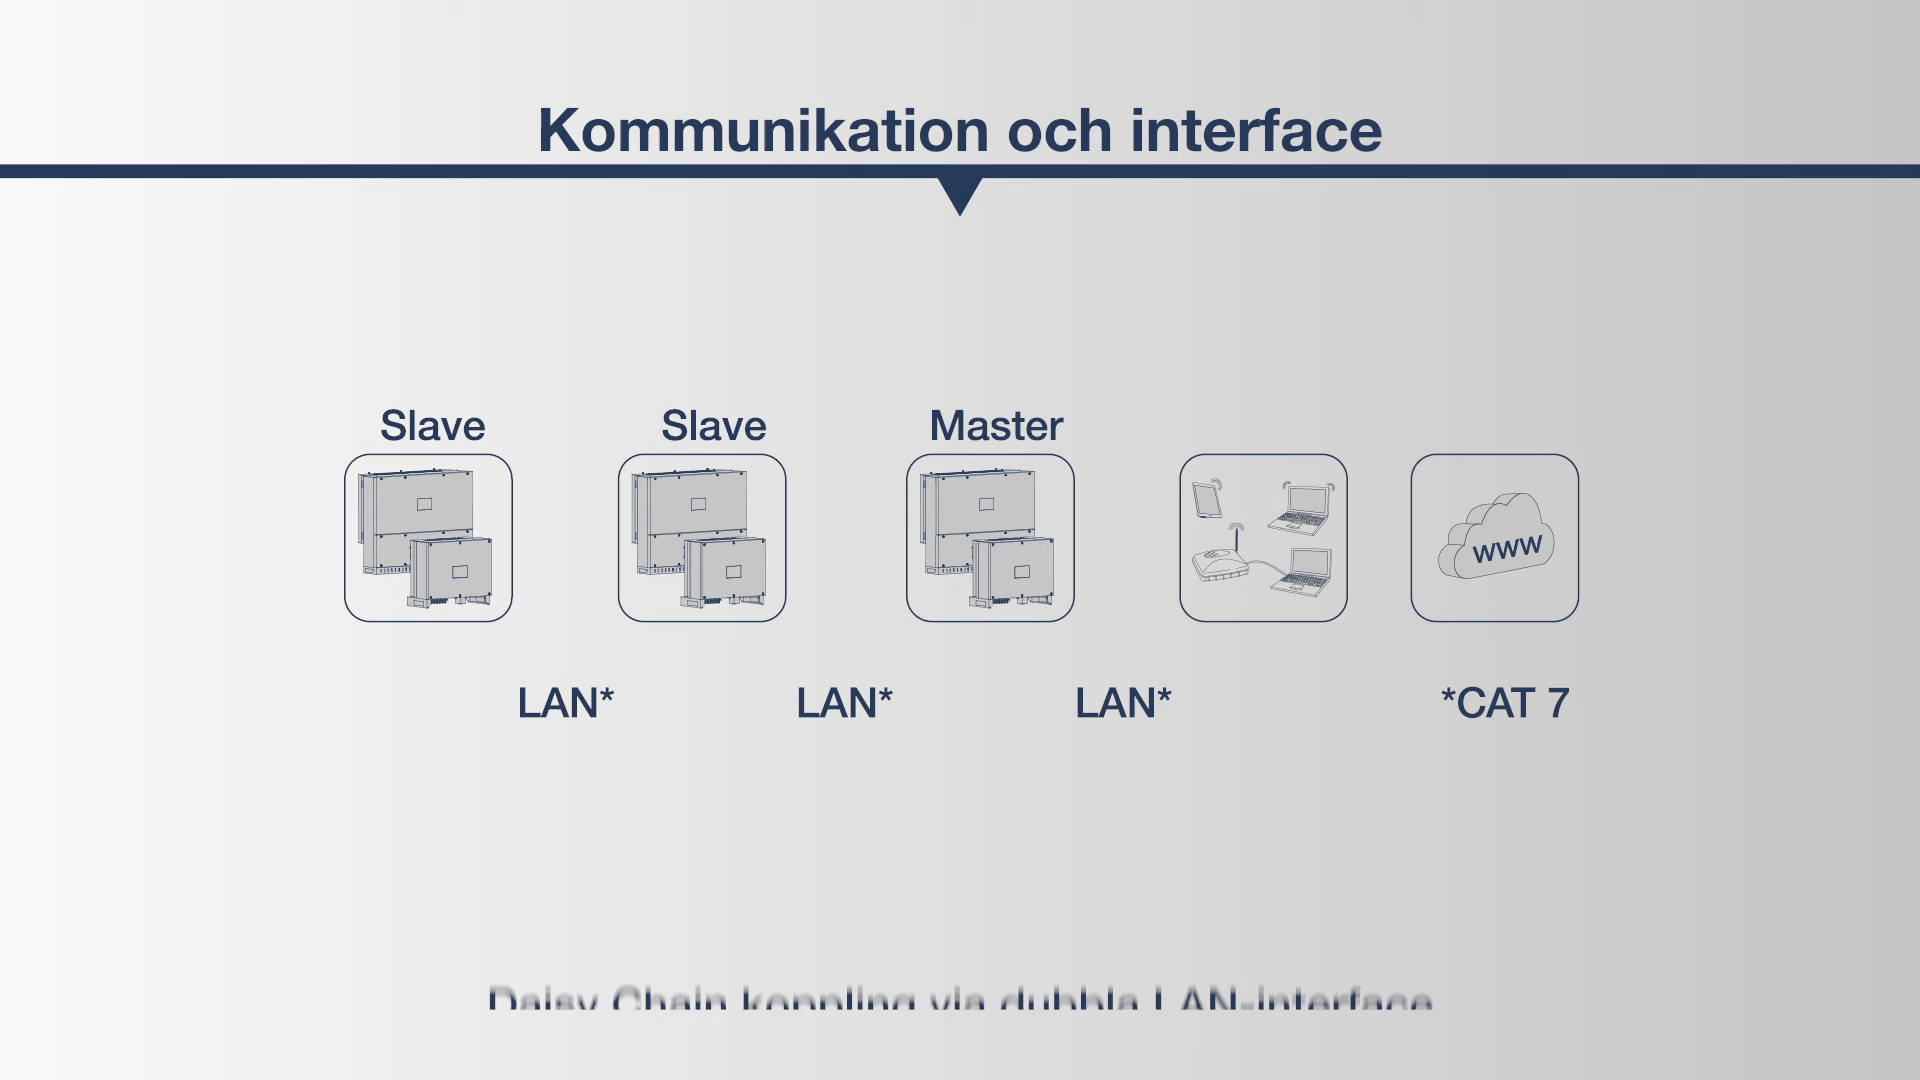 Kommunikation och interface
Slave Slave Master
www
LAN* LAN* LAN* *CAT 7
Daisy Chain koppling via dubbla LAN-interface